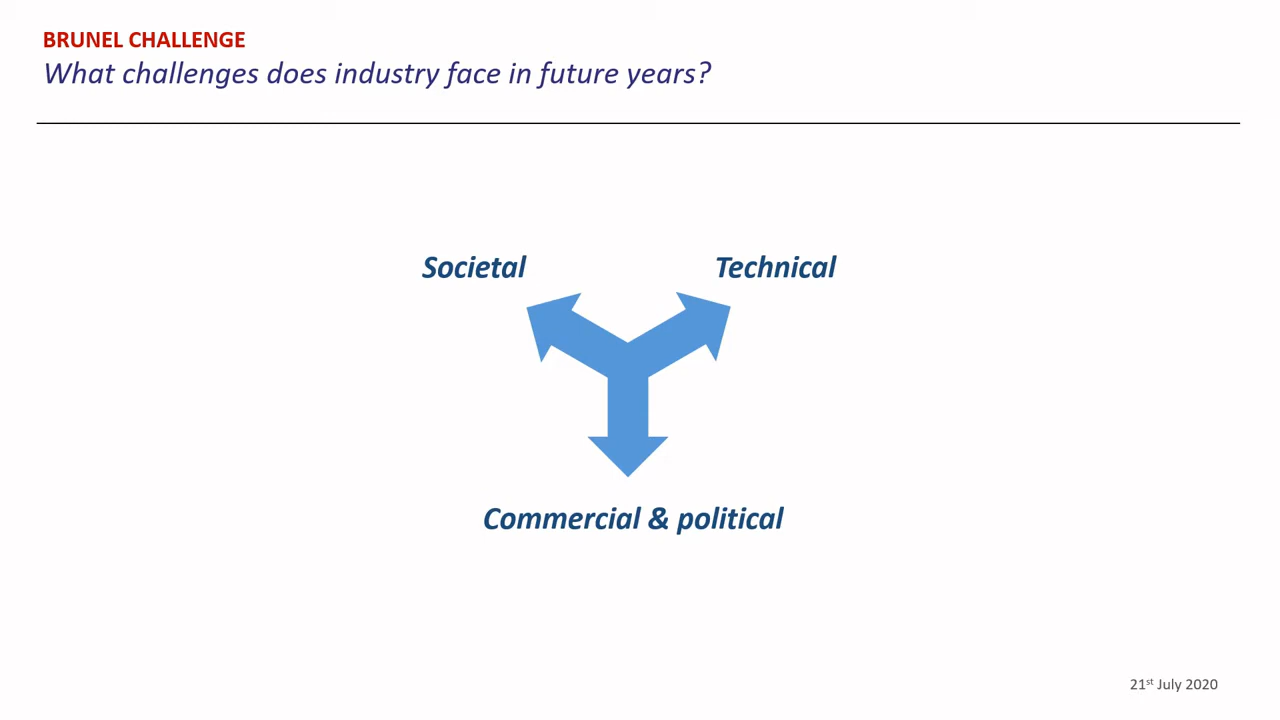 BRUNEL CHALLENGE
What challenges does industry face in future years?
Societal
Technical
Commercial & political
21st July 2020